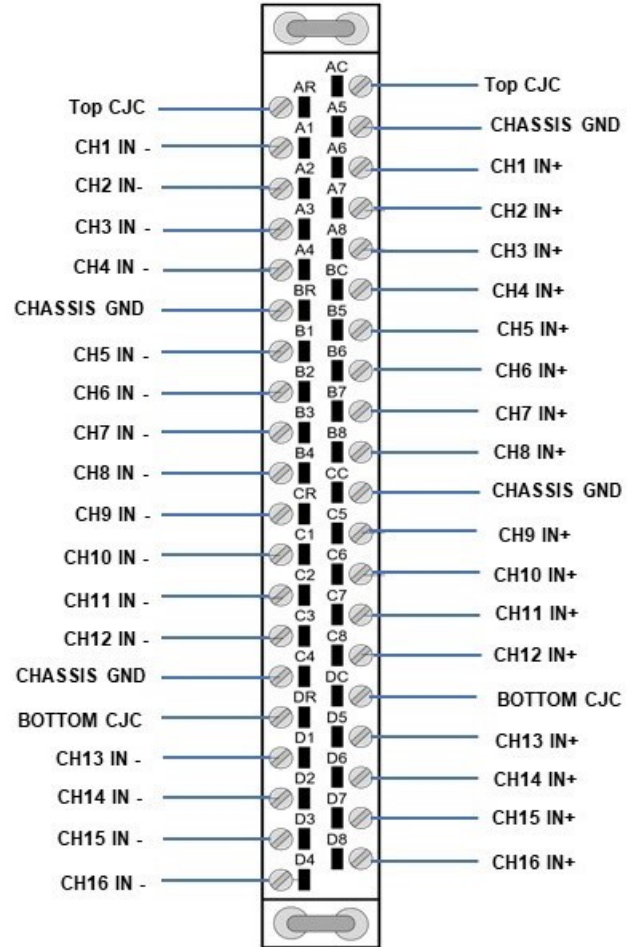 AC
Top CJC
AR
Top CJC
A5
CHASSIS GND
A1
CH1 IN -
A6
CH1 IN+
A2
CH2 IN-
A7
CH2 IN+
A3
CH3 IN -
A8
CH3 IN+
A4
CH4 IN -
BC
CH4 IN+
BR
CHASSIS GND
B5
CH5 IN+
B1
CH5 IN -
B6
CH6 IN+
B2
CH6 IN -
B7
CH7 IN+
B3
CH7 IN -
B8
CH8 IN+
B4
CH8 IN -
CC
CHASSIS GND
CR
CH9 IN -
C5
CH9 IN+
C1
CH10 IN -
C6
CH10 IN+
C2
CH11 IN -
C7
CH11 IN+
C3
CH12 IN -
C8
CH12 IN+
C4
CHASSIS GND
DC
BOTTOM CJC
DR
BOTTOM CJC
D5
CH13 IN+
D1
CH13 IN -
D6
CH14 IN+
D2
CH14 IN -
D7
CH15 IN+
D3
CH15 IN -
D8
CH16 IN+
D4
CH16 IN -